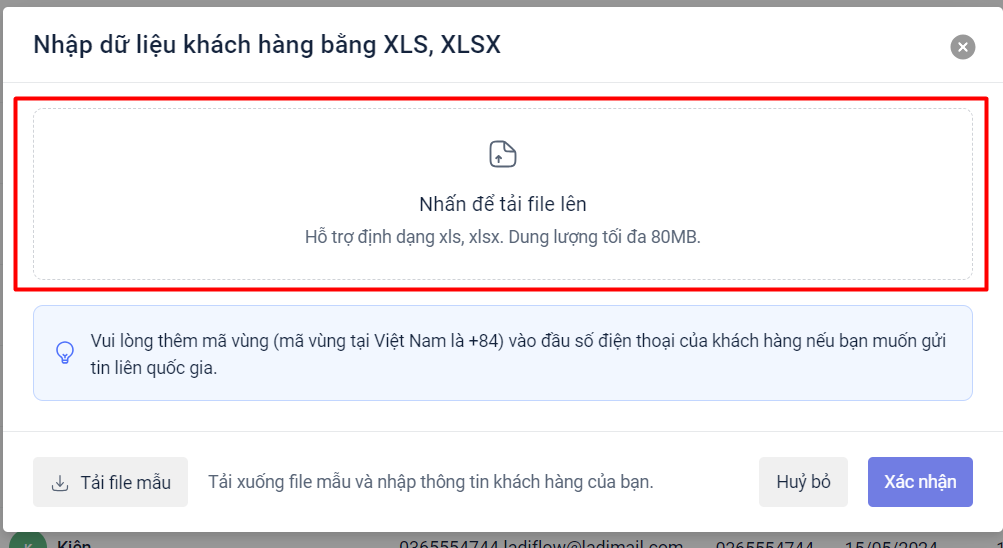 Nhập dữ liệu khách hàng bằng XLS, XLSX
Nhấn để tải file lên
Hỗ trợ định dạng xls, xlsx. Dung lượng tối đa 80MB.
Vui lòng thêm mã vùng (mã vùng tại Việt Nam là +84) vào đầu số điện thoại của khách hàng nếu bạn muốn gửi
tin liên quốc gia.
Tải file mẫu
Tải xuống file mẫu và nhập thông tin khách hàng của bạn.
Huỷ bỏ
Xác nhận
Kiên 0365554744.ladiflow@ladimail.com 0365554744 15/05/2024